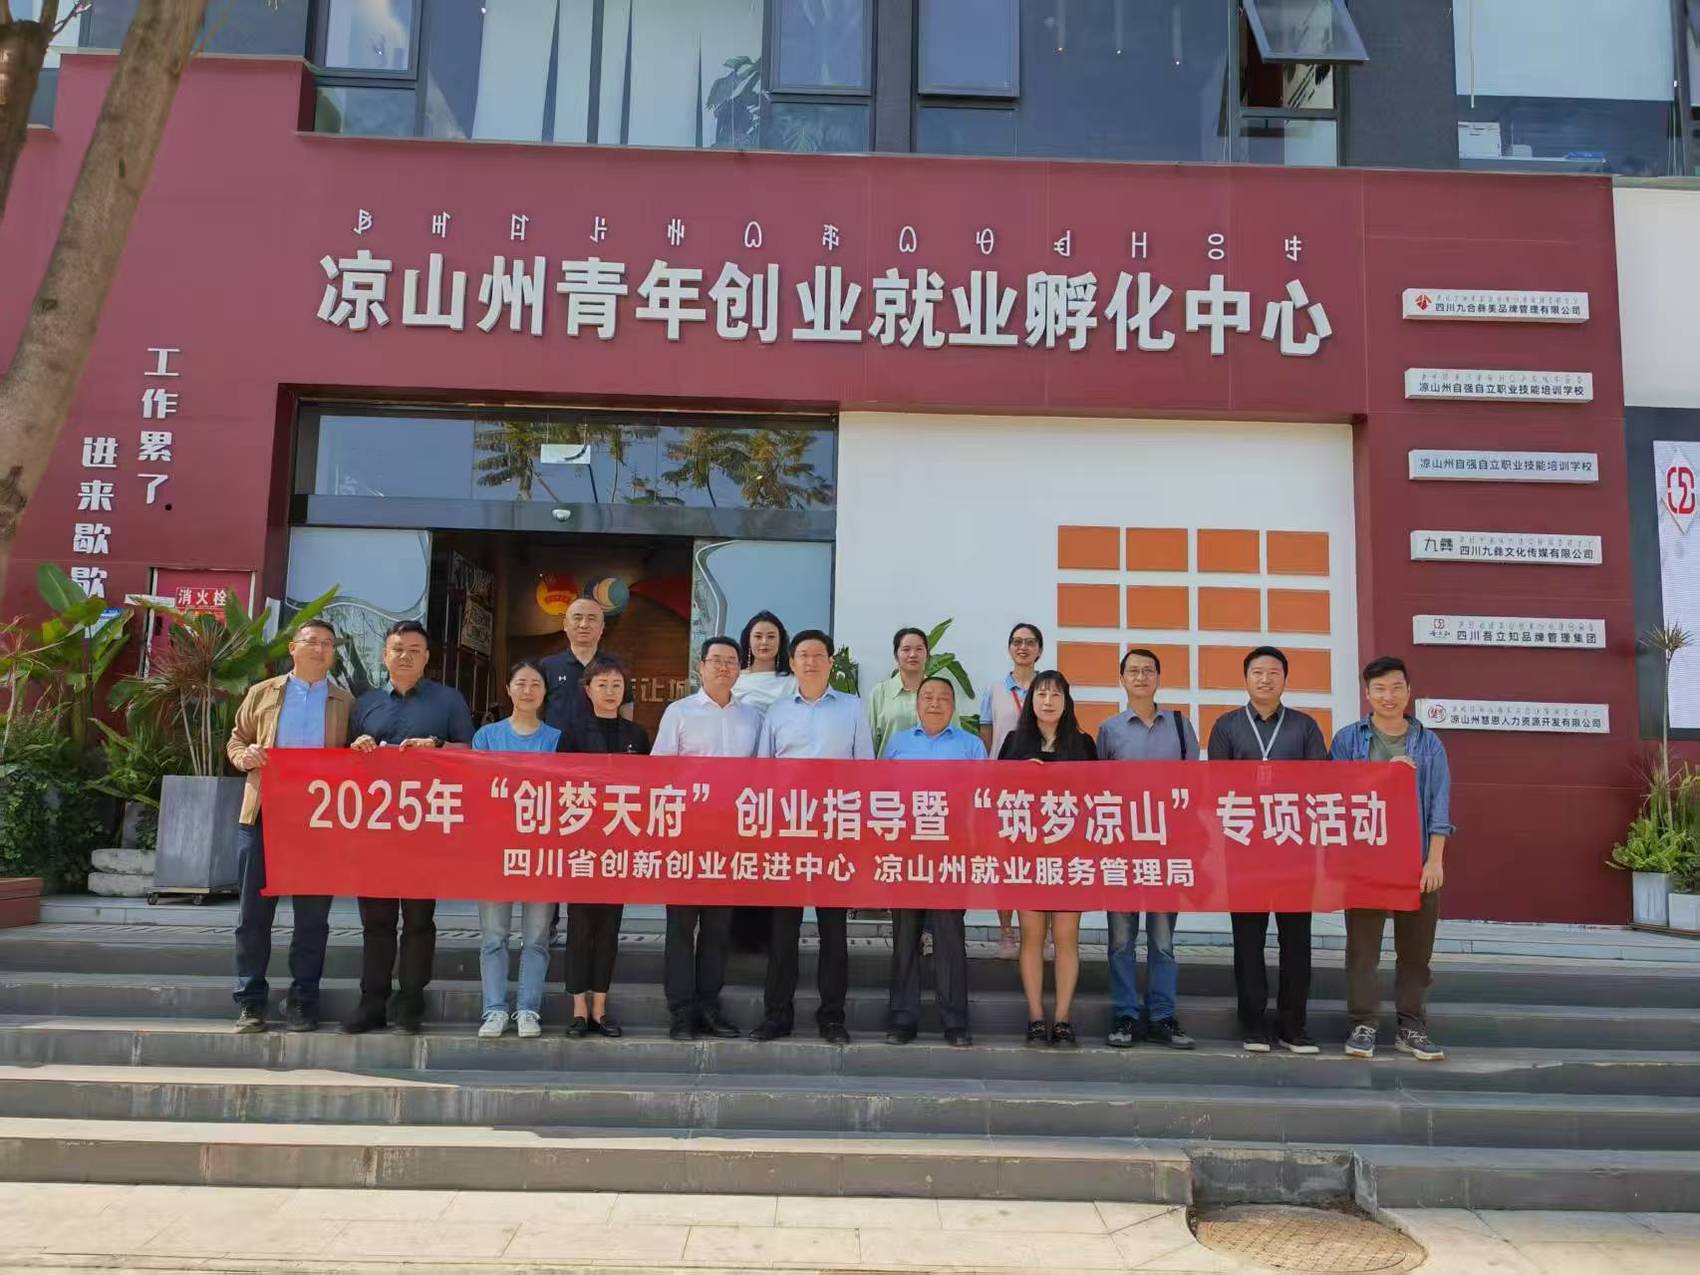 凉山州青年创业就业孵化中心
工作累了
进来歇歇
消火栓
四川九合彝美品牌管理有限公司
凉山州自强自立职业技能培训学校
凉山州自强自立职业技能培训学校
九彝 四川九彝文化传媒有限公司
四川吾立知品牌管理集团
凉山州慧恩人力资源开发有限公司
让城
2025年“创梦天府”创业指导暨“筑梦凉山”专项活动
四川省创新创业促进中心 凉山州就业服务管理局